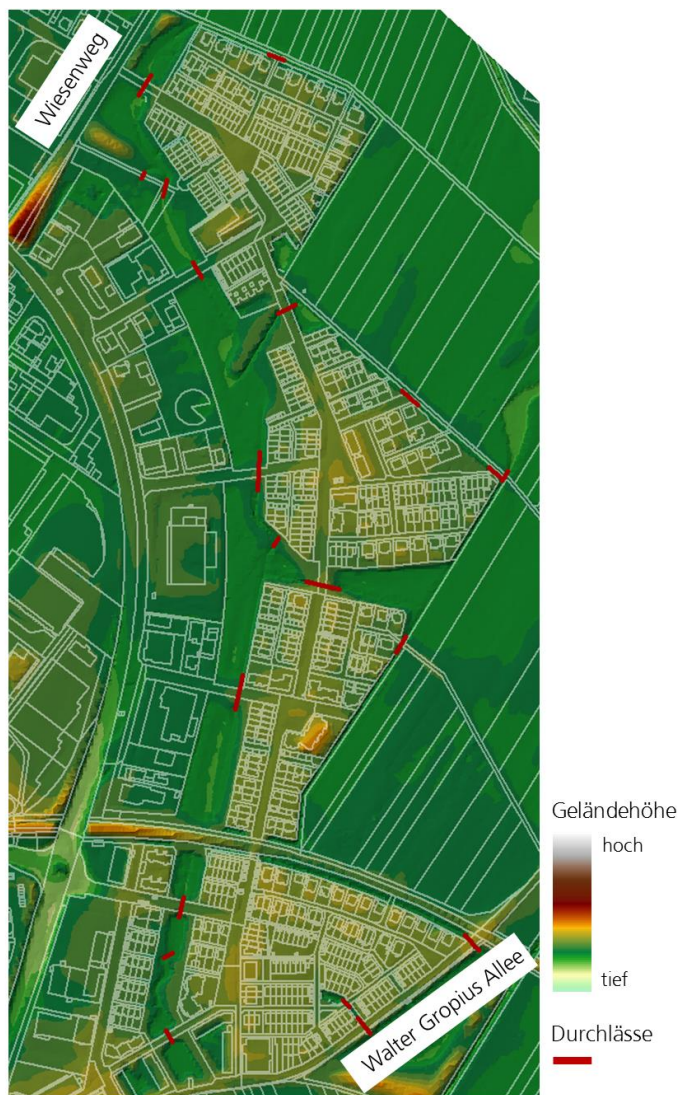 Wiesenweg
Geländehöhe
hoch
tief
Durchlässe
Walter Gropius Allee